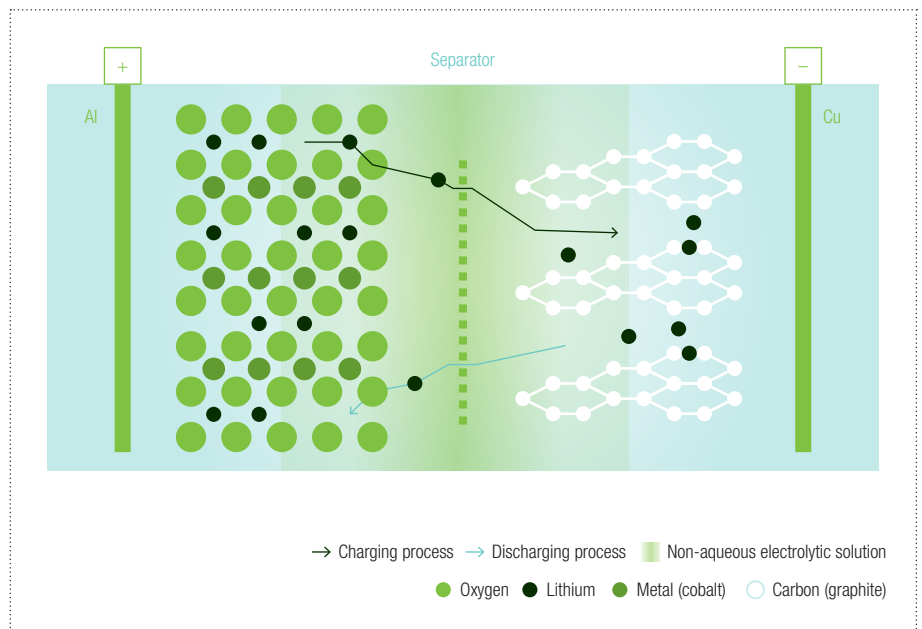 Separator
+
−
Al
Cu
Charging process
Discharging process
Non-aqueous electrolytic solution
Oxygen
Lithium
Metal (cobalt)
Carbon (graphite)